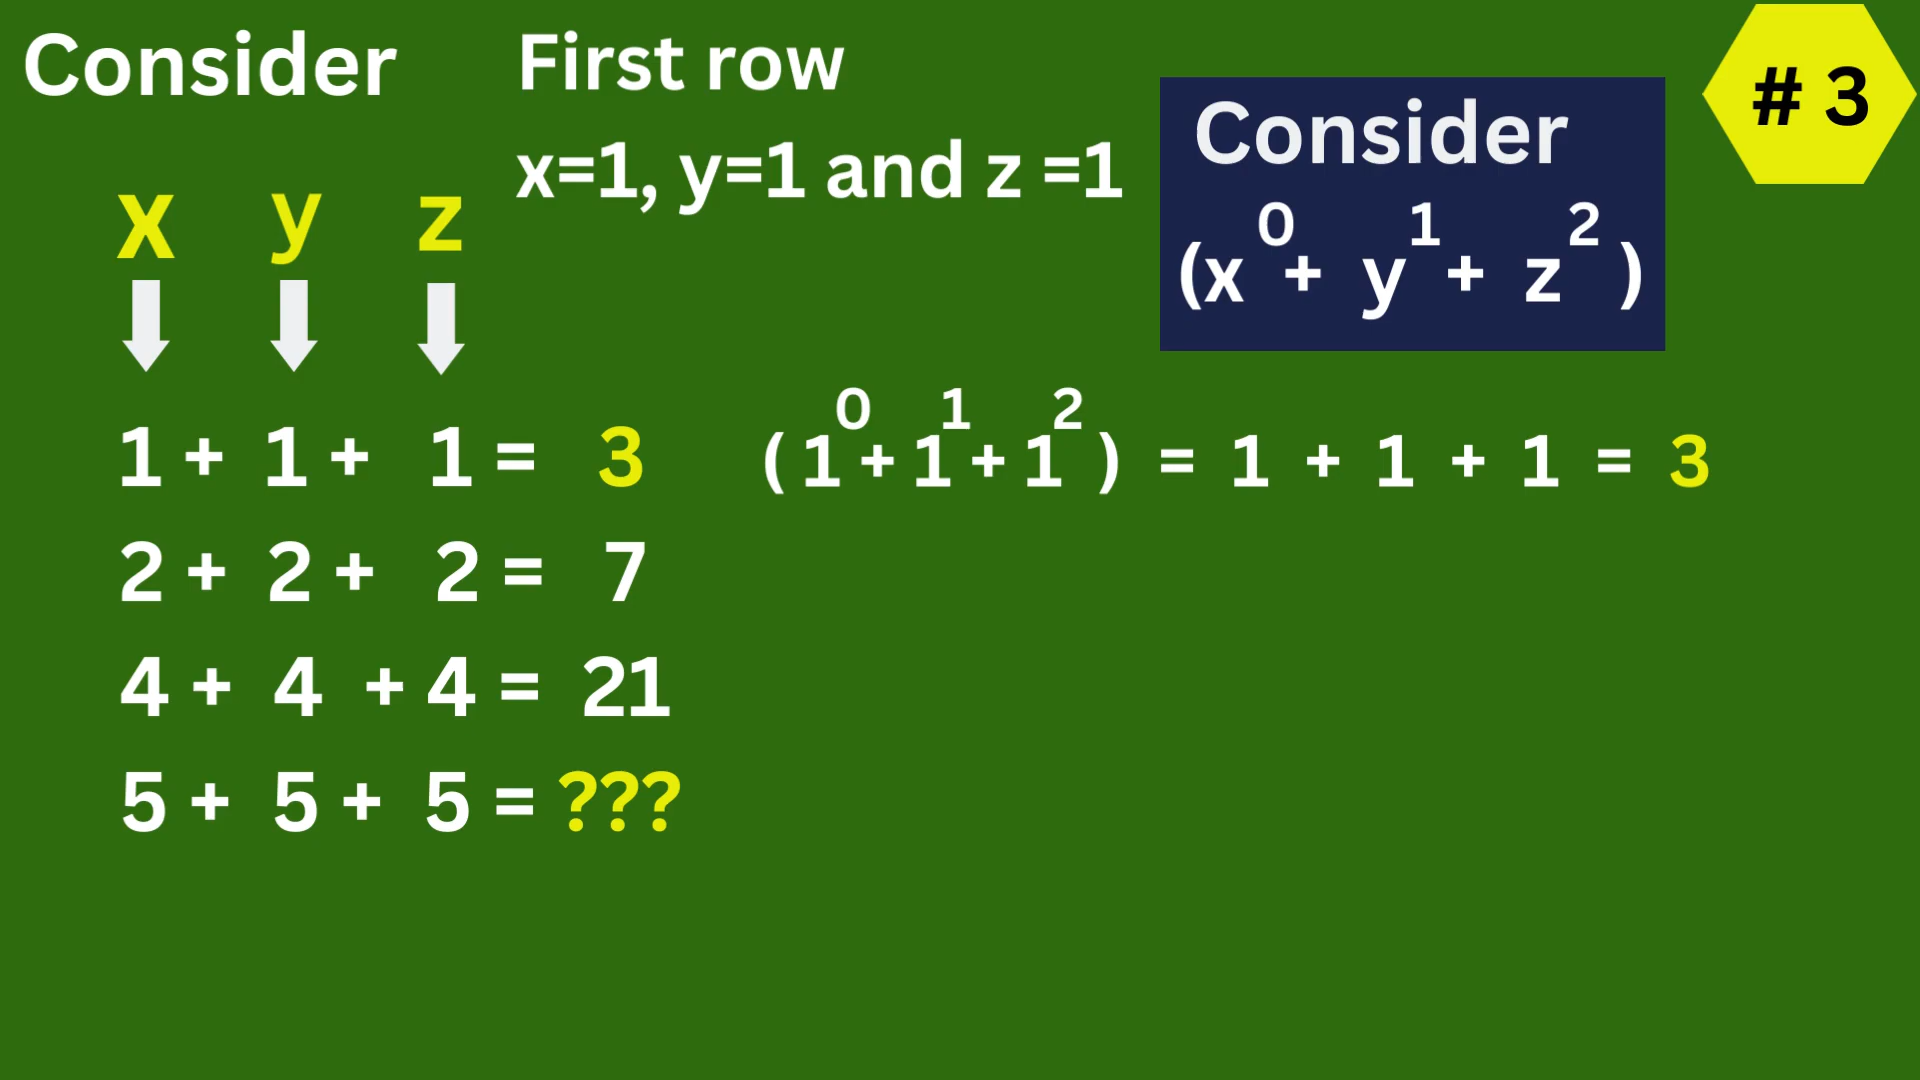 Consider
First row
x=1, y=1 and z =1
# 3
Consider
(x⁰+ y¹+ z²)
x y z
1 + 1 + 1 = 3
(1⁰+1¹+1²) = 1 + 1 + 1 = 3
2 + 2 + 2 = 7
4 + 4 + 4 = 21
5 + 5 + 5 = ???